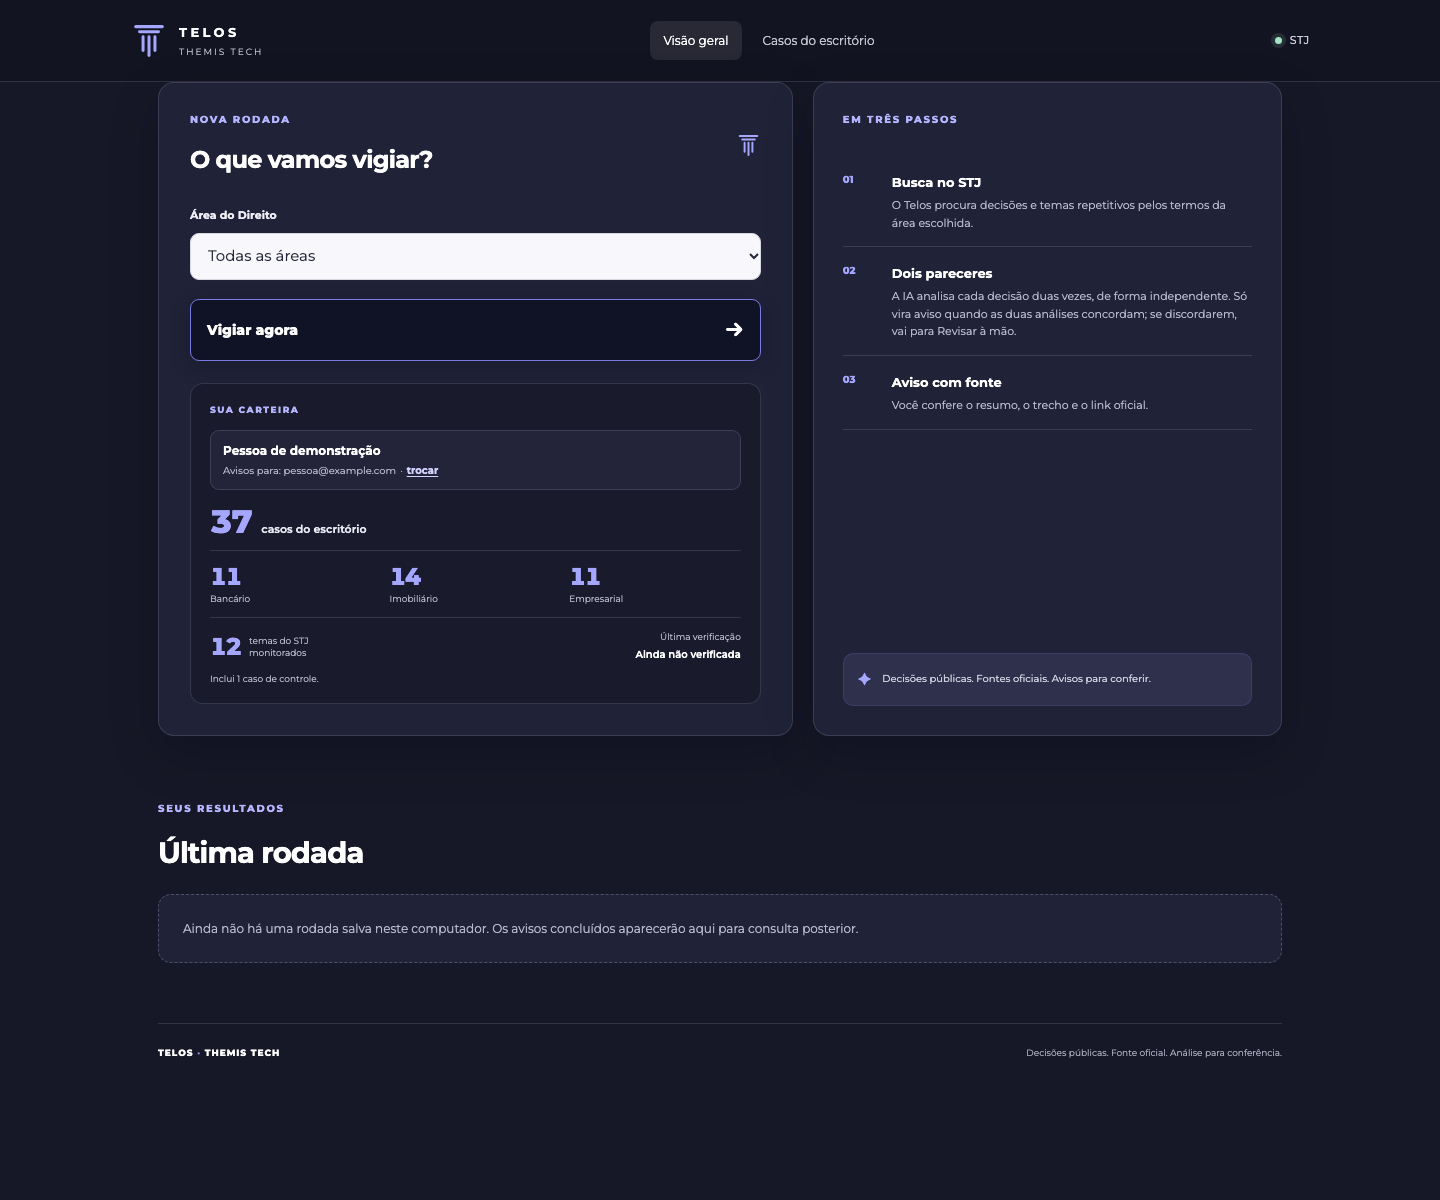 TELOS
THEMIS TECH
Visão geral
Casos do escritório
STJ
NOVA RODADA
O que vamos vigiar?
Área do Direito
Todas as áreas
Vigiar agora
SUA CARTEIRA
Pessoa de demonstração
Avisos para: pessoa@example.com · trocar
37 casos do escritório
11
Bancário
14
Imobiliário
11
Empresarial
12 temas do STJ
monitorados
Última verificação
Ainda não verificada
Inclui 1 caso de controle.
EM TRÊS PASSOS
01
Busca no STJ
O Telos procura decisões e temas repetitivos pelos termos da
área escolhida.
02
Dois pareceres
A IA analisa cada decisão duas vezes, de forma independente. Só
vira aviso quando as duas análises concordam; se discordarem,
vai para Revisar à mão.
03
Aviso com fonte
Você confere o resumo, o trecho e o link oficial.
Decisões públicas. Fontes oficiais. Avisos para conferir.
SEUS RESULTADOS
Última rodada
Ainda não há uma rodada salva neste computador. Os avisos concluídos aparecerão aqui para consulta posterior.
TELOS · THEMIS TECH
Decisões públicas. Fonte oficial. Análise para conferência.